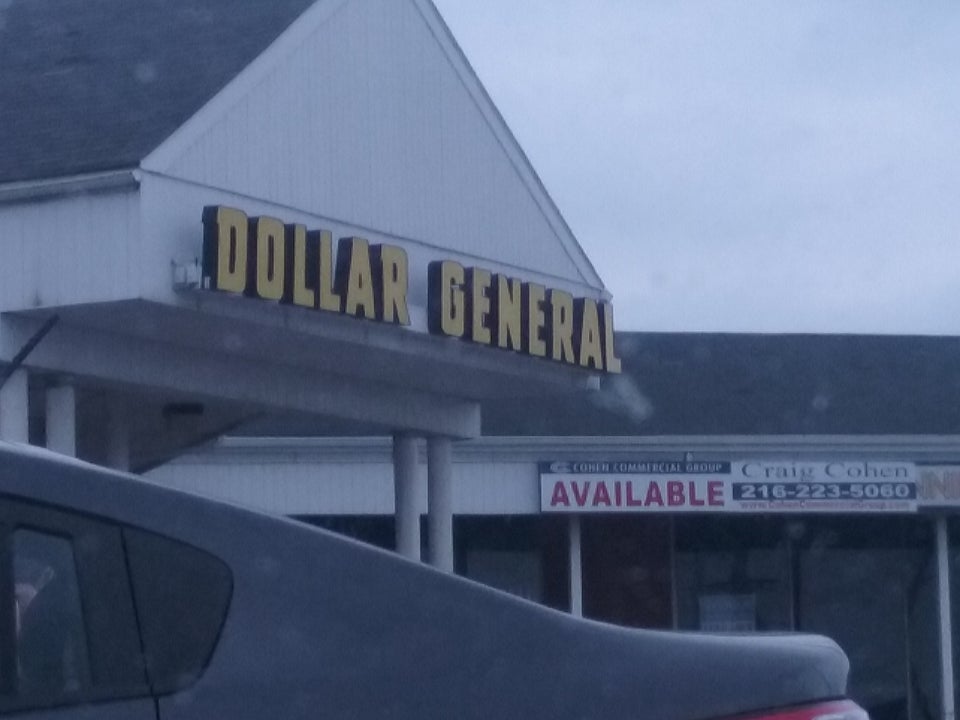 DOLLAR GENERAL
COHEN COMMERCIAL GROUP
AVAILABLE
Craig Cohen
216-223-5060